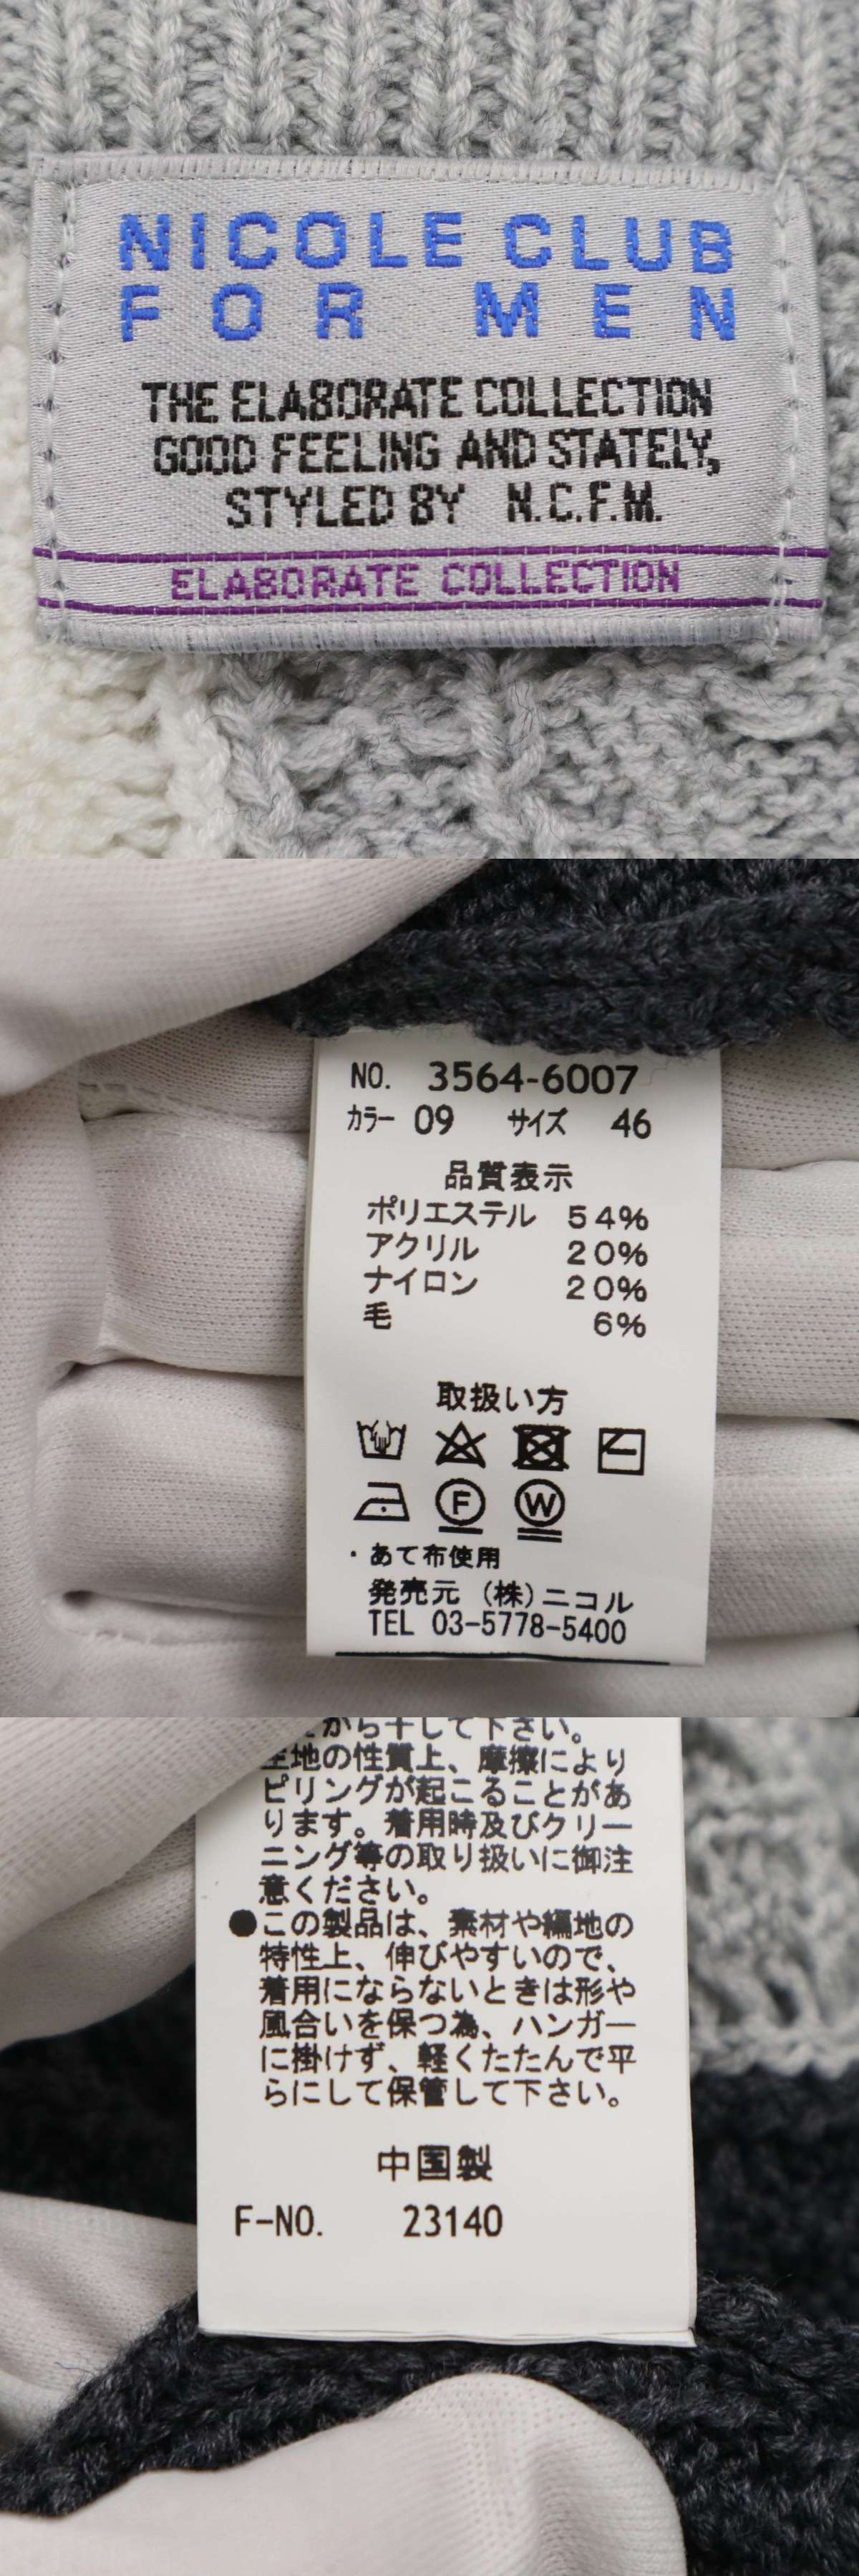 NICOLE CLUB
FOR MEN
THE ELABORATE COLLECTION
GOOD FEELING AND STATELY,
STYLED BY N.C.F.M.
ELABORATE COLLECTION
NO. 3564-6007
カラー 09 サイズ 46
品質表示
ポリエステル 54%
アクリル 20%
ナイロン 20%
毛 6%
取扱い方
F W
・あて布使用
発売元 (株)ニコル
TEL 03-5778-5400
から干して下さい。
生地の性質上、摩擦により
ピリングが起こることがあ
ります。着用時及びクリー
ニング等の取り扱いに御注
意ください。
●この製品は、素材や編地の
特性上、伸びやすいので、
着用にならないときは形や
風合いを保つ為、ハンガー
に掛けず、軽くたたんで平
らにして保管して下さい。
中国製
F-NO. 23140